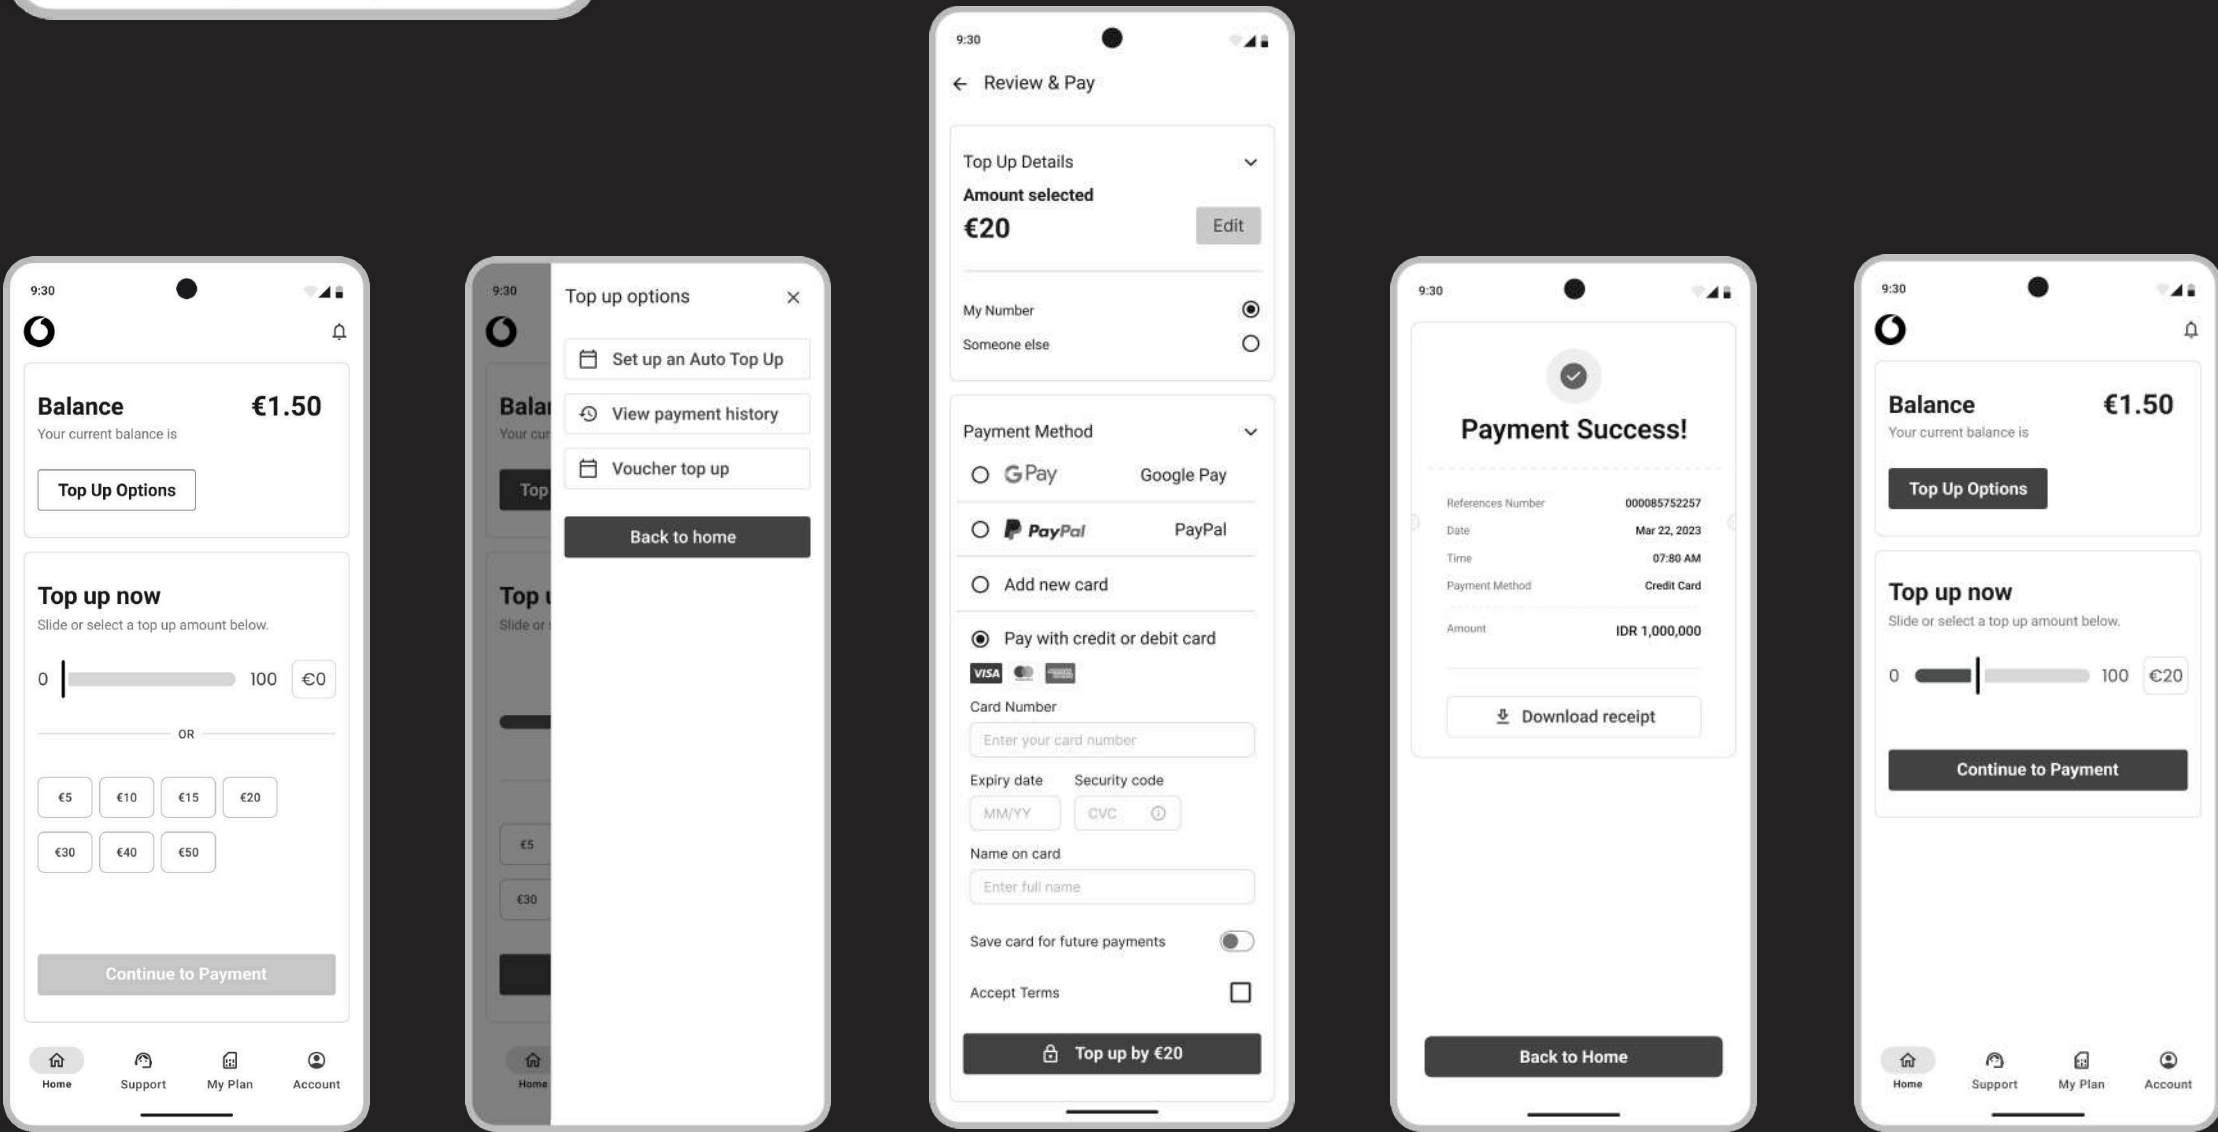 9:30
Balance €1.50
Your current balance is
Top Up Options
Top up now
Slide or select a top up amount below.
0 100 €0
OR
€5 €10 €15 €20
€30 €40 €50
Continue to Payment
Home Support My Plan Account
9:30
Top up options
Set up an Auto Top Up
View payment history
Voucher top up
Back to home
Balan
Your cur
Top
Top u
Slide or s
€5
€30
Home
9:30
Review & Pay
Top Up Details
Amount selected
€20 Edit
My Number
Someone else
Payment Method
G Pay Google Pay
PayPal PayPal
Add new card
Pay with credit or debit card
VISA
Card Number
Enter your card number
Expiry date Security code
MM/YY CVC
Name on card
Enter full name
Save card for future payments
Accept Terms
Top up by €20
9:30
Payment Success!
References Number 000085752257
Date Mar 22, 2023
Time 07:80 AM
Payment Method Credit Card
Amount IDR 1,000,000
Download receipt
Back to Home
9:30
Balance €1.50
Your current balance is
Top Up Options
Top up now
Slide or select a top up amount below.
0 100 €20
Continue to Payment
Home Support My Plan Account